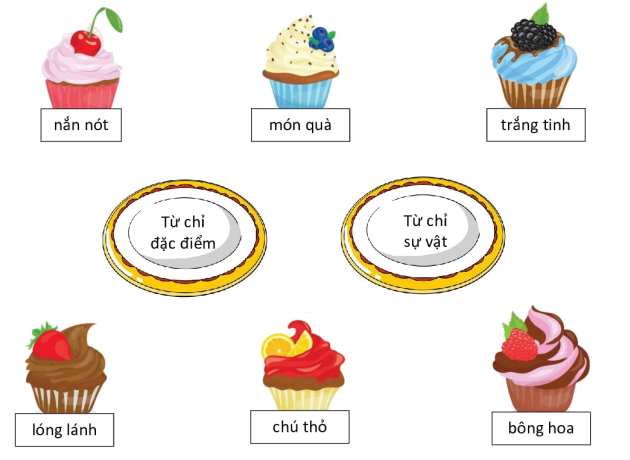 nắn nót
món quà
trắng tinh
Từ chỉ
đặc điểm
Từ chỉ
sự vật
lóng lánh
chú thỏ
bông hoa